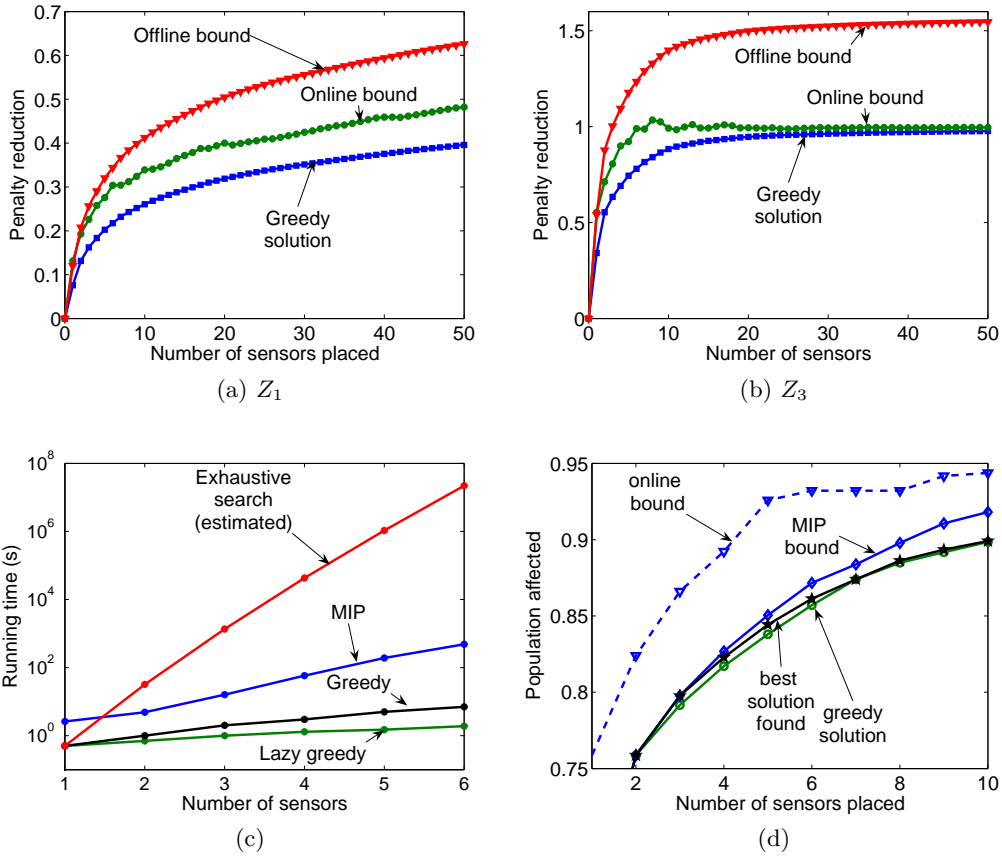 0.7
0.6
0.5
0.4
0.3
0.2
0.1
0
Penalty reduction
Offline bound
Online bound
Greedy
solution
0 10 20 30 40 50
Number of sensors placed
(a) Z1
1.5
1
0.5
0
Penalty reduction
Offline bound
Online bound
Greedy
solution
0 10 20 30 40 50
Number of sensors
(b) Z3
10^8
10^6
10^4
10^2
10^0
Running time (s)
Exhaustive
search
(estimated)
MIP
Greedy
Lazy greedy
1 2 3 4 5 6
Number of sensors
(c)
0.95
0.9
0.85
0.8
0.75
Population affected
online
bound
MIP
bound
best
solution
found
greedy
solution
2 4 6 8 10
Number of sensors placed
(d)